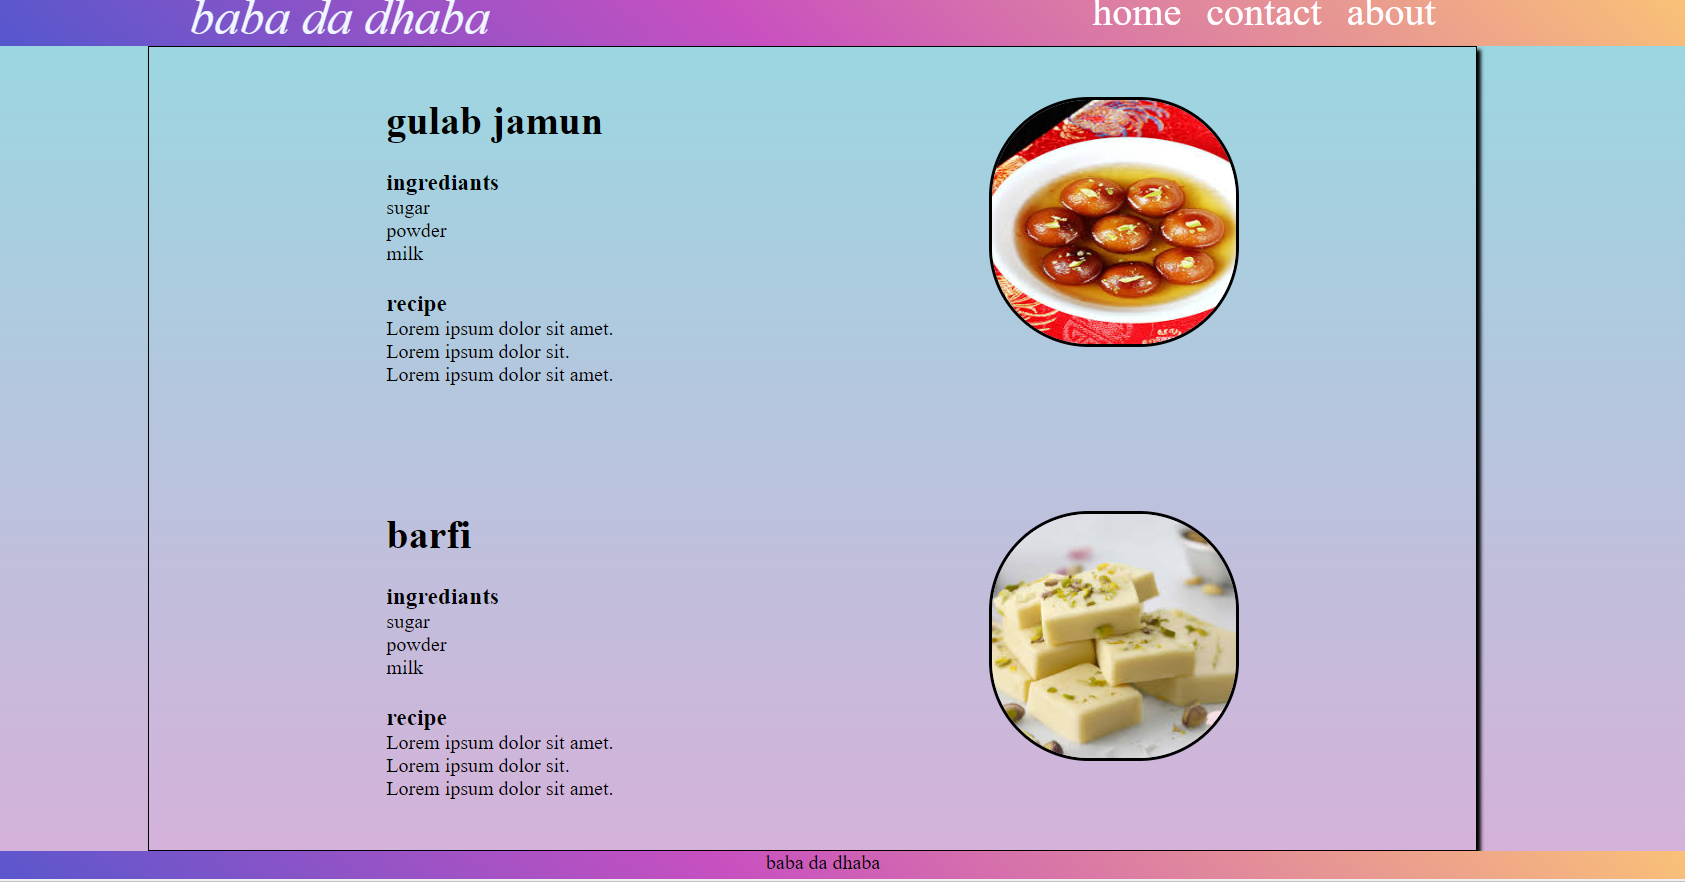 baba da dhaba
home contact about
gulab jamun
ingrediants
sugar
powder
milk
recipe
Lorem ipsum dolor sit amet.
Lorem ipsum dolor sit.
Lorem ipsum dolor sit amet.
barfi
ingrediants
sugar
powder
milk
recipe
Lorem ipsum dolor sit amet.
Lorem ipsum dolor sit.
Lorem ipsum dolor sit amet.
baba da dhaba